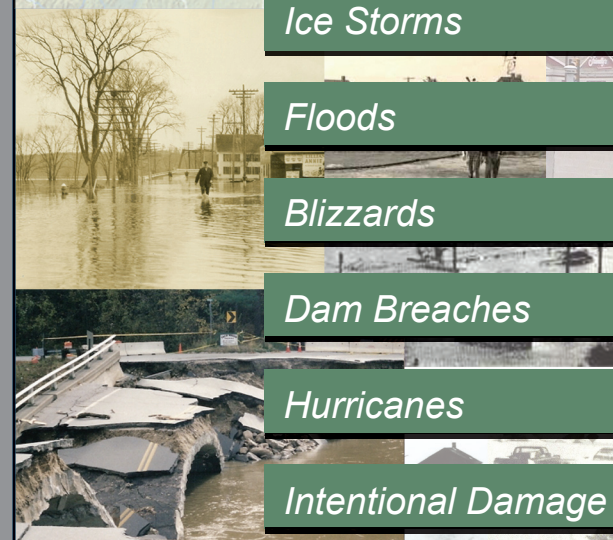 Ice Storms
Floods
Blizzards
Dam Breaches
Hurricanes
Intentional Damage